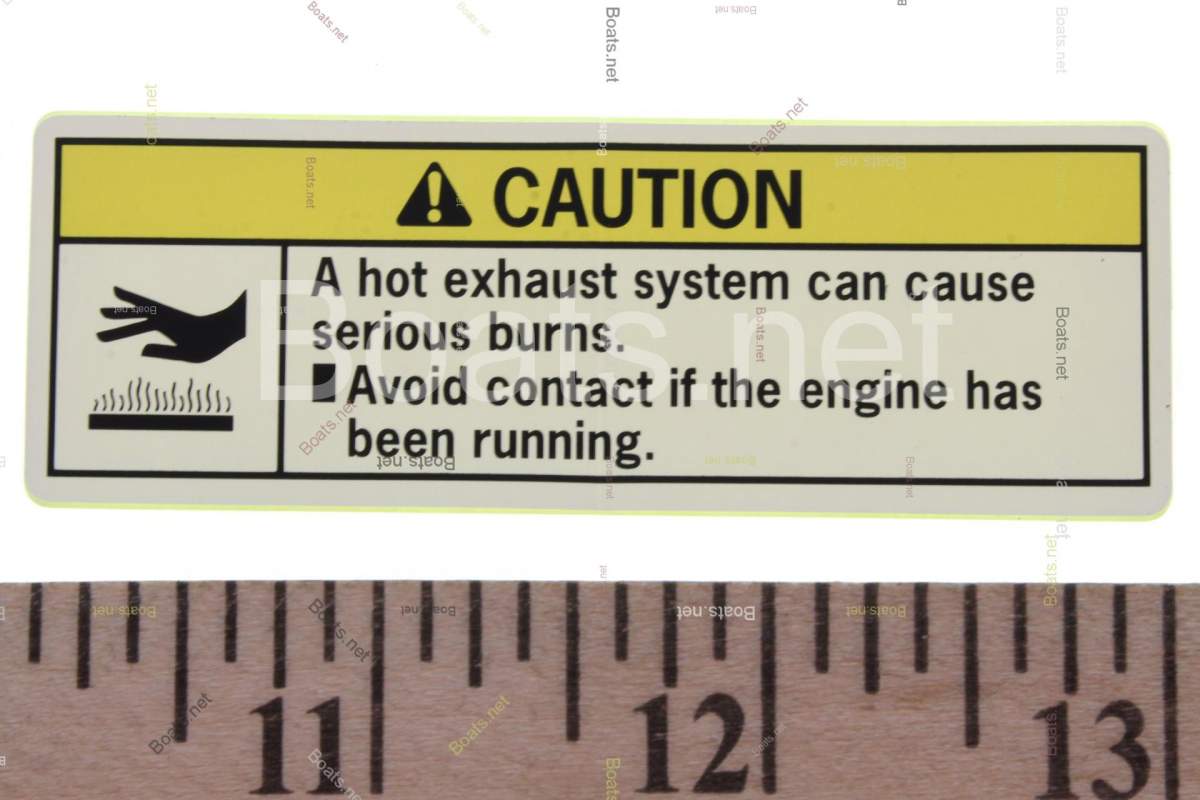 CAUTION
A hot exhaust system can cause
serious burns.
Avoid contact if the engine has
been running.
Boats.net
11 12 13